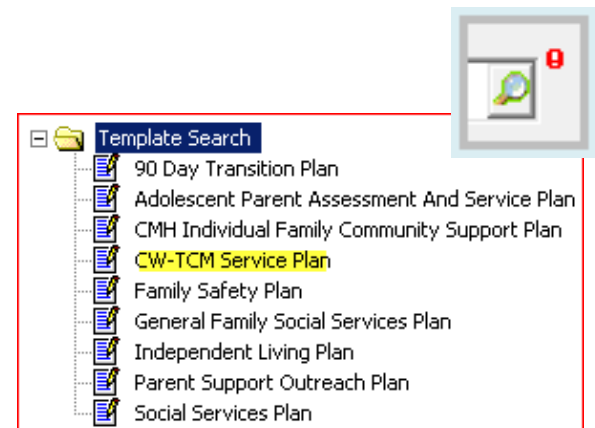 Template Search
90 Day Transition Plan
Adolescent Parent Assessment And Service Plan
CMH Individual Family Community Support Plan
CW-TCM Service Plan
Family Safety Plan
General Family Social Services Plan
Independent Living Plan
Parent Support Outreach Plan
Social Services Plan